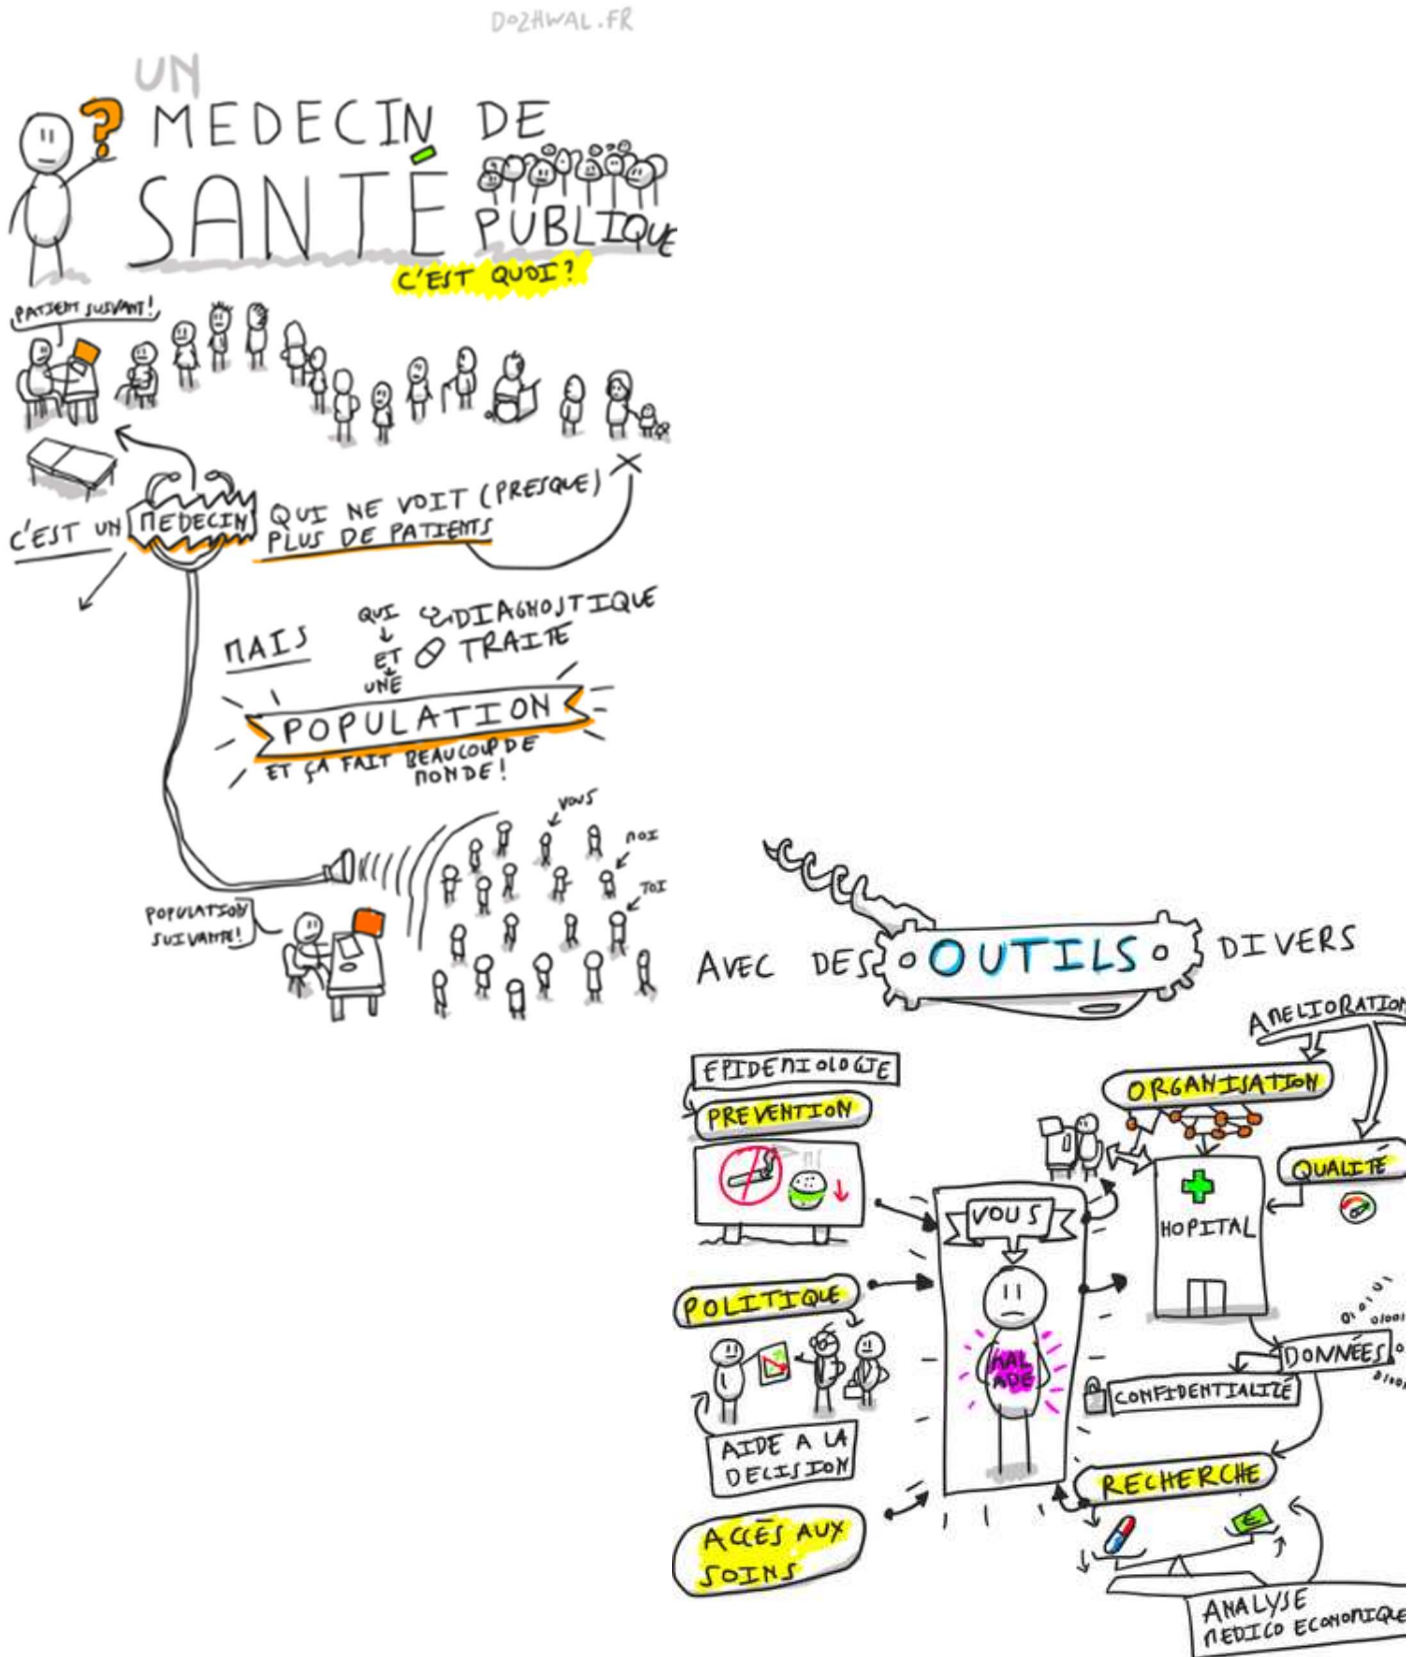 DOZHWAL.FR
UN
MEDECIN DE
SANTÉ
PUBLIQUE
C'EST QUOI?
PATIENT SUIVANT!
C'EST UN MEDECIN QUI NE VOIT (PRESQUE)
PLUS DE PATIENTS
MAIS
QUI DIAGNOSTIQUE
ET TRAITE
UNE
POPULATION
ET ÇA FAIT BEAUCOUP DE
MONDE!
VOUS
MOI
TOI
POPULATION
SUIVANTE!
AVEC DES OUTILS DIVERS
AMELIORATION
EPIDEMIOLOGIE
PREVENTION
ORGANISATION
QUALITÉ
HOPITAL
VOUS
MAL
ADE
POLITIQUE
AIDE A LA
DECISION
ACCÈS AUX
SOINS
DONNÉES
CONFIDENTIALITÉ
RECHERCHE
€
ANALYSE
MEDICO ECONOMIQUE